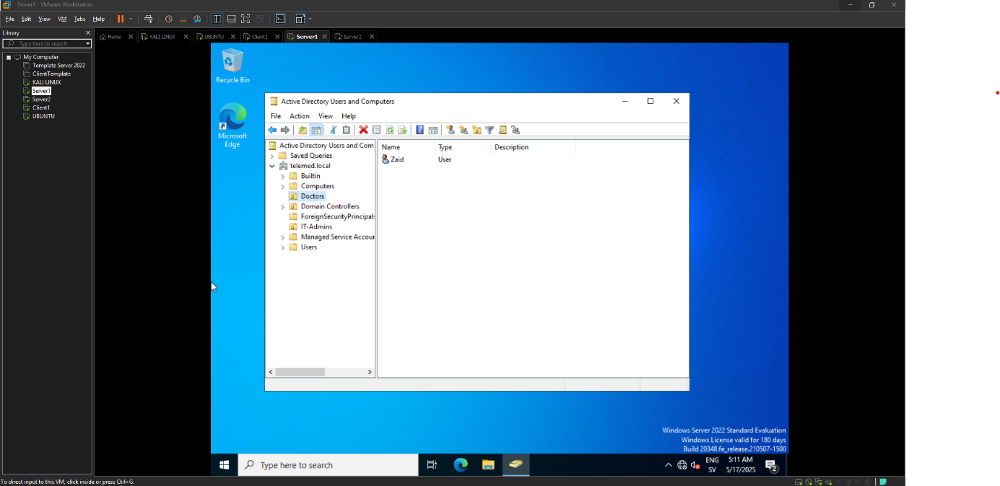 Server1 - VMware Workstation
File Edit View VM Tabs Help
Library
Type here to search
Home KALI LINUX UBUNTU Client1 Server1 Server2
My Computer
Template Server 2022
ClientTemplate
KALI LINUX
Server1
Server2
Client1
UBUNTU
Recycle Bin
Microsoft
Edge
Active Directory Users and Computers
File Action View Help
Active Directory Users and Com
Saved Queries
telemed.local
Builtin
Computers
Doctors
Domain Controllers
ForeignSecurityPrincipals
IT-Admins
Managed Service Accour
Users
Name Type Description
Zaid User
Windows Server 2022 Standard Evaluation
Windows License valid for 180 days
Build 20348.fe_release.210507-1500
Type here to search
ENG
SV
5:11 AM
5/17/2025
2
To direct input to this VM, click inside or press Ctrl+G.